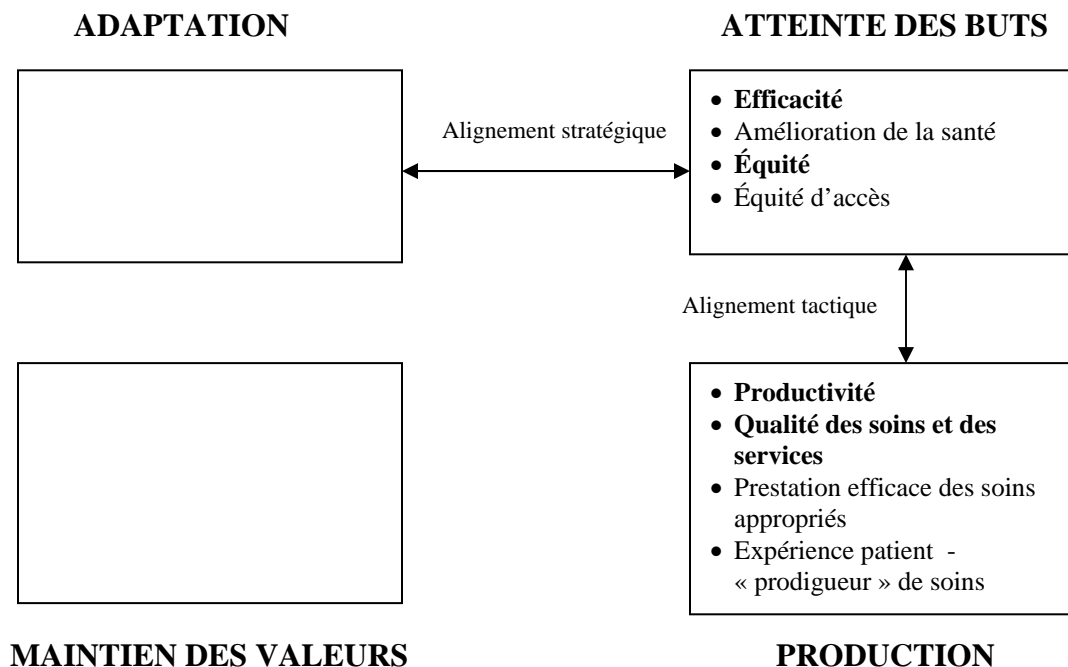 ADAPTATION
ATTEINTE DES BUTS
• Efficacité
• Amélioration de la santé
• Équité
• Équité d’accès
Alignement stratégique
Alignement tactique
• Productivité
• Qualité des soins et des
services
• Prestation efficace des soins
appropriés
• Expérience patient -
« prodigueur » de soins
MAINTIEN DES VALEURS
PRODUCTION